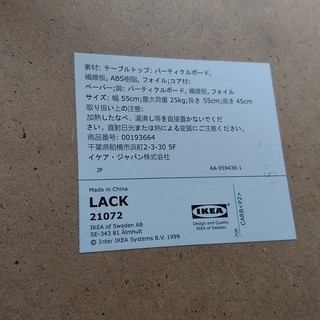 素材: テーブルトップ: パーティクルボード,
繊維板, ABS樹脂, フォイル;コア材:
ペーパー;脚: パーティクルボード, 繊維板, フォイル
サイズ: 幅 55cm;最大荷重 25kg;長さ 55cm;高さ 45cm
取り扱い上の注意:
加熱したなべ、湯沸し等を直接置かないでくだ
さい。直射日光または熱による変質にご注意ください。
商品番号: 00193664
千葉県船橋市浜町2-3-30 5F
イケア・ジャパン株式会社
JP AA-959438-1
Made in China
LACK
21072
IKEA of Sweden AB
SE-343 81 Älmhult
© Inter IKEA Systems B.V. 1999
IKEA
Design and Quality
IKEA of Sweden
PUR
CARB<P2>